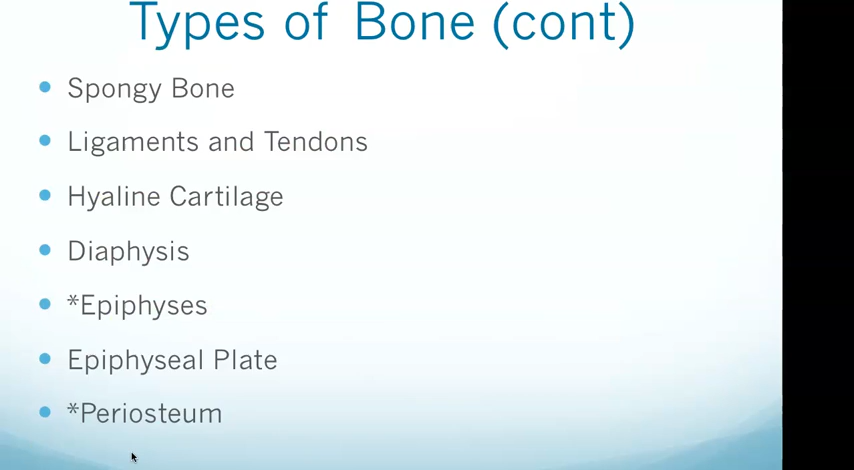 Types of Bone (cont)
Spongy Bone
Ligaments and Tendons
Hyaline Cartilage
Diaphysis
*Epiphyses
Epiphyseal Plate
*Periosteum